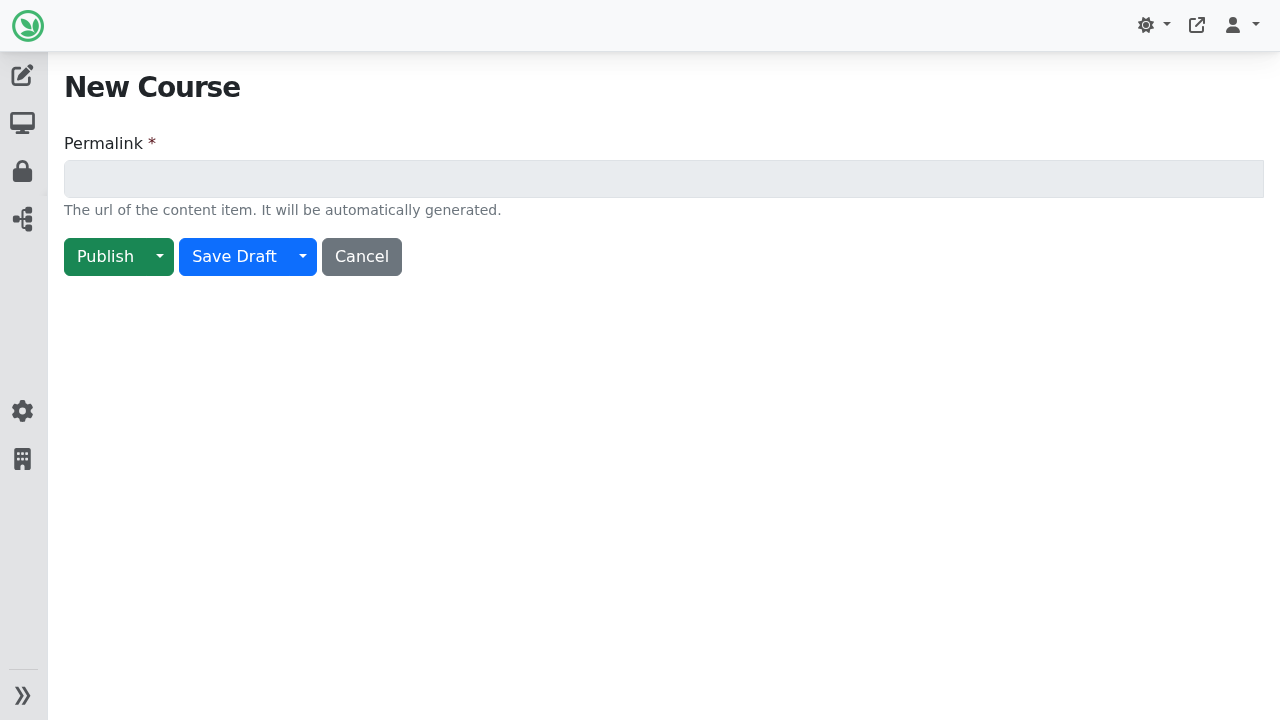 New Course
Permalink *
The url of the content item. It will be automatically generated.
Publish Save Draft Cancel